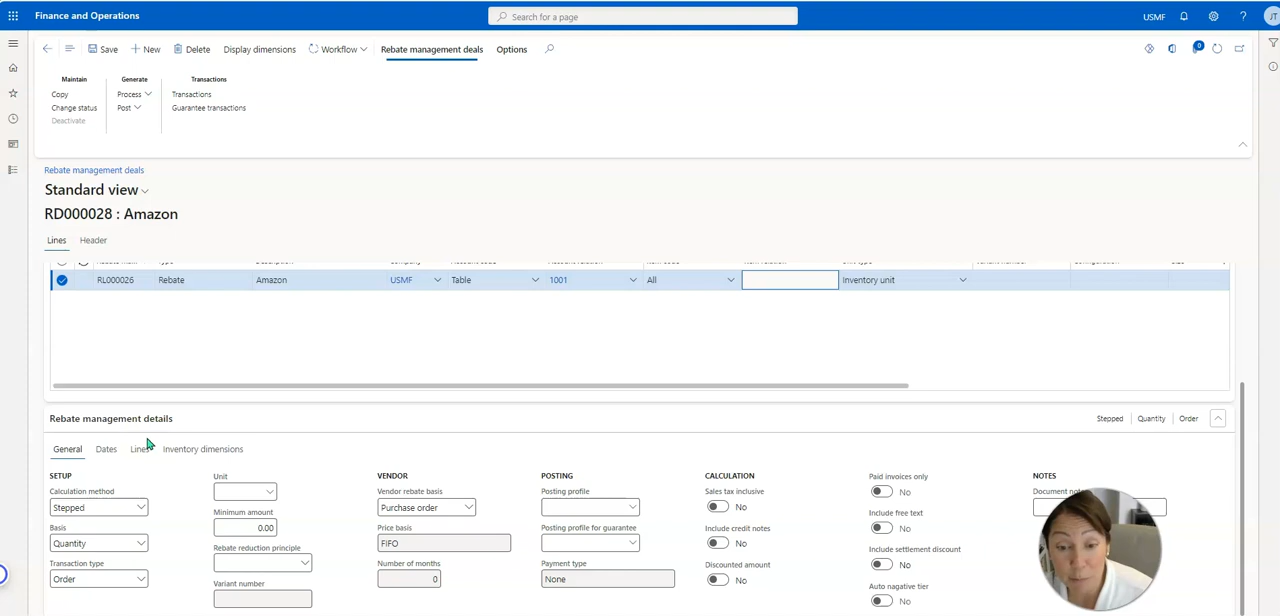 Finance and Operations
Search for a page
USMF
?
JT
Save
New
Delete
Display dimensions
Workflow
Rebate management deals
Options
0
Maintain
Generate
Transactions
Copy
Process
Transactions
Change status
Post
Guarantee transactions
Deactivate
Rebate management deals
Standard view
RD000028 : Amazon
Lines
Header
RL000026
Rebate
Amazon
USMF
Table
1001
All
Inventory unit
Rebate management details
Stepped
Quantity
Order
General
Dates
Lines
Inventory dimensions
SETUP
Calculation method
Stepped
Basis
Quantity
Transaction type
Order
Unit
Minimum amount
0.00
Rebate reduction principle
Variant number
VENDOR
Vendor rebate basis
Purchase order
Price basis
FIFO
Number of months
0
POSTING
Posting profile
Posting profile for guarantee
Payment type
None
CALCULATION
Sales tax inclusive
No
Include credit notes
No
Discounted amount
No
Paid invoices only
No
Include free text
No
Include settlement discount
No
Auto nagative tier
No
NOTES
Document